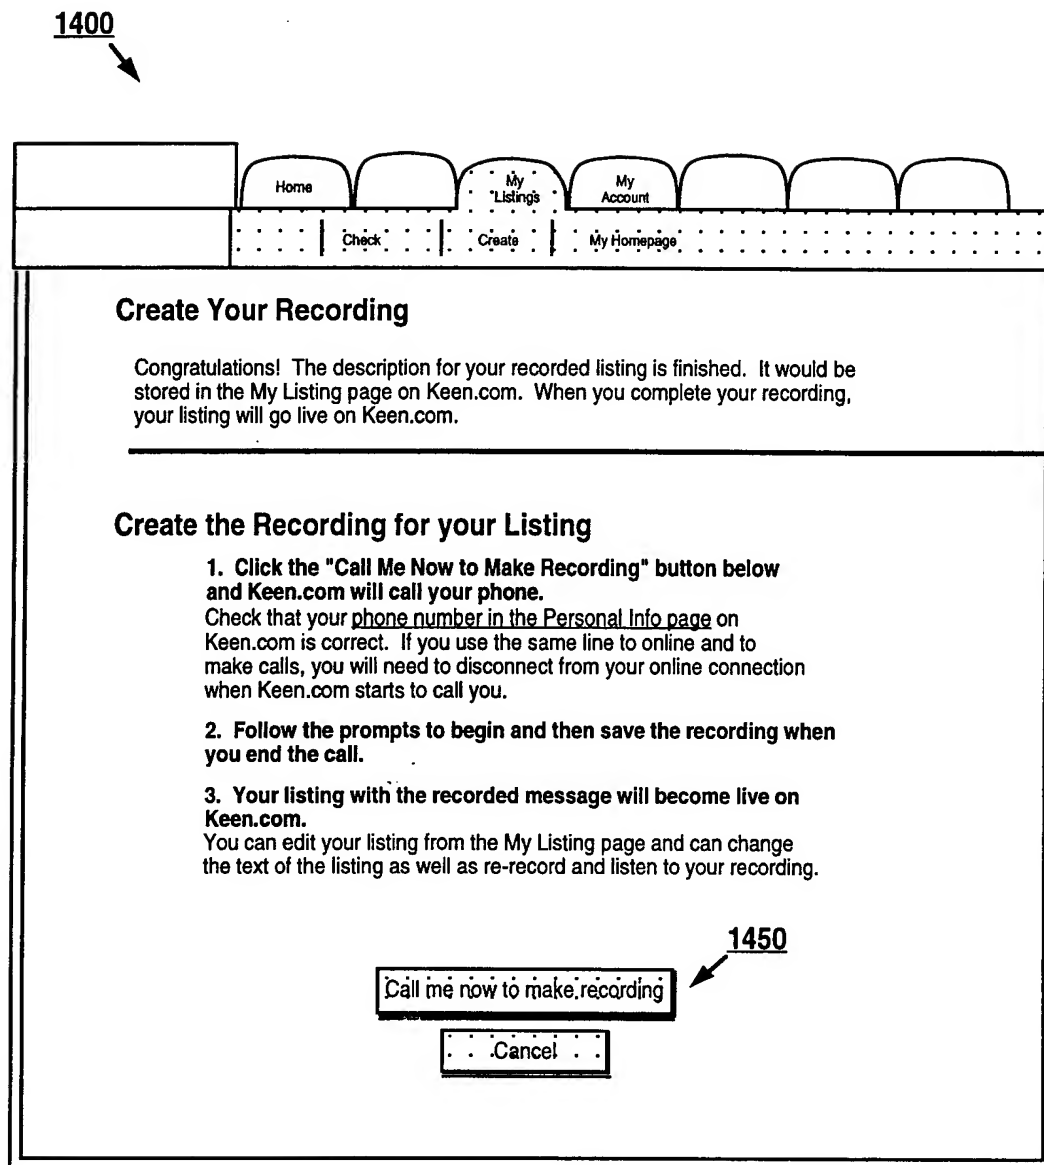 1400
Home
My
Listings
My
Account
Check
Create
My Homepage
Create Your Recording
Congratulations! The description for your recorded listing is finished. It would be
stored in the My Listing page on Keen.com. When you complete your recording,
your listing will go live on Keen.com.
Create the Recording for your Listing
1. Click the "Call Me Now to Make Recording" button below
and Keen.com will call your phone.
Check that your phone number in the Personal Info page on
Keen.com is correct. If you use the same line to online and to
make calls, you will need to disconnect from your online connection
when Keen.com starts to call you.
2. Follow the prompts to begin and then save the recording when
you end the call.
3. Your listing with the recorded message will become live on
Keen.com.
You can edit your listing from the My Listing page and can change
the text of the listing as well as re-record and listen to your recording.
1450
Call me now to make recording
Cancel